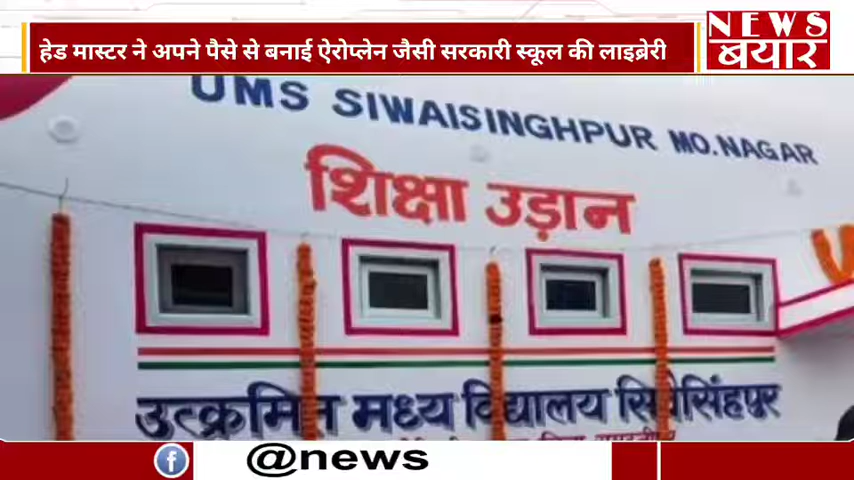 हेड मास्टर ने अपने पैसे से बनाई ऐरोप्लेन जैसी सरकारी स्कूल की लाइब्रेरी
NEWS
बयार
UMS SIWAISINGHPUR MO.NAGAR
शिक्षा उड़ान
उत्क्रमित मध्य विद्यालय सिवैसिंहपुर
f @news